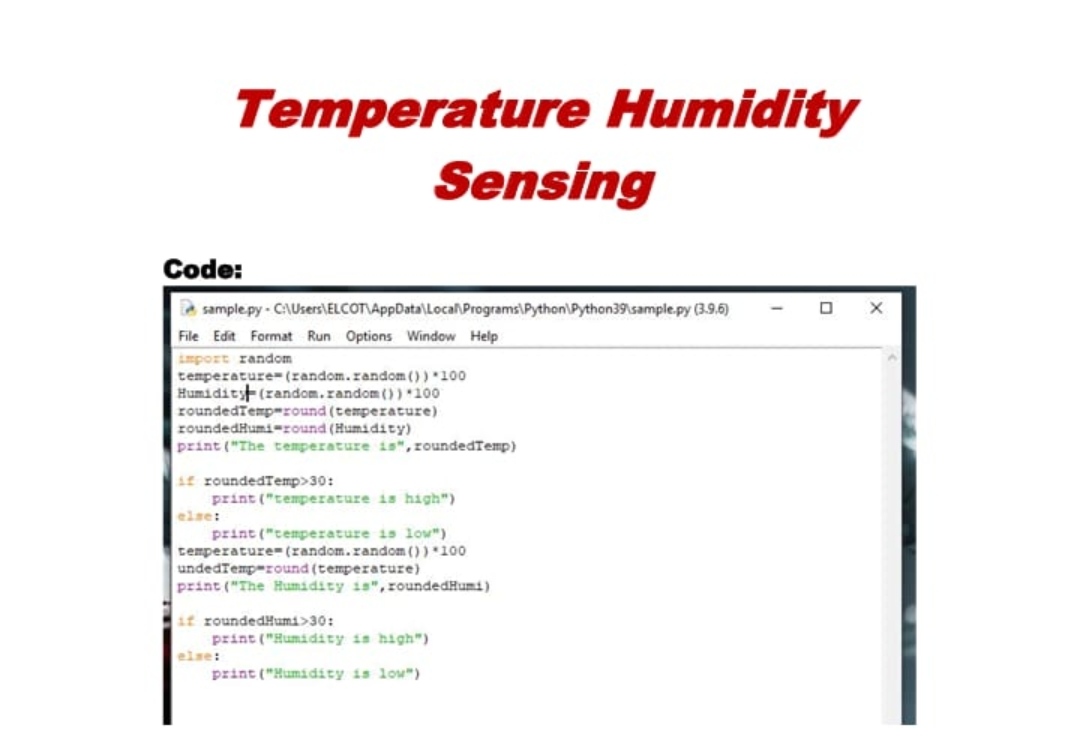 Temperature Humidity
Sensing
Code:
sample.py - C:\Users\ELCOT\AppData\Local\Programs\Python\Python39\sample.py (3.9.6)
File Edit Format Run Options Window Help
import random
temperature=(random.random())*100
Humidity=(random.random())*100
roundedTemp=round(temperature)
roundedHumi=round(Humidity)
print("The temperature is",roundedTemp)
if roundedTemp>30:
    print("temperature is high")
else:
    print("temperature is low")
temperature=(random.random())*100
undedTemp=round(temperature)
print("The Humidity is",roundedHumi)
if roundedHumi>30:
    print("Humidity is high")
else:
    print("Humidity is low")